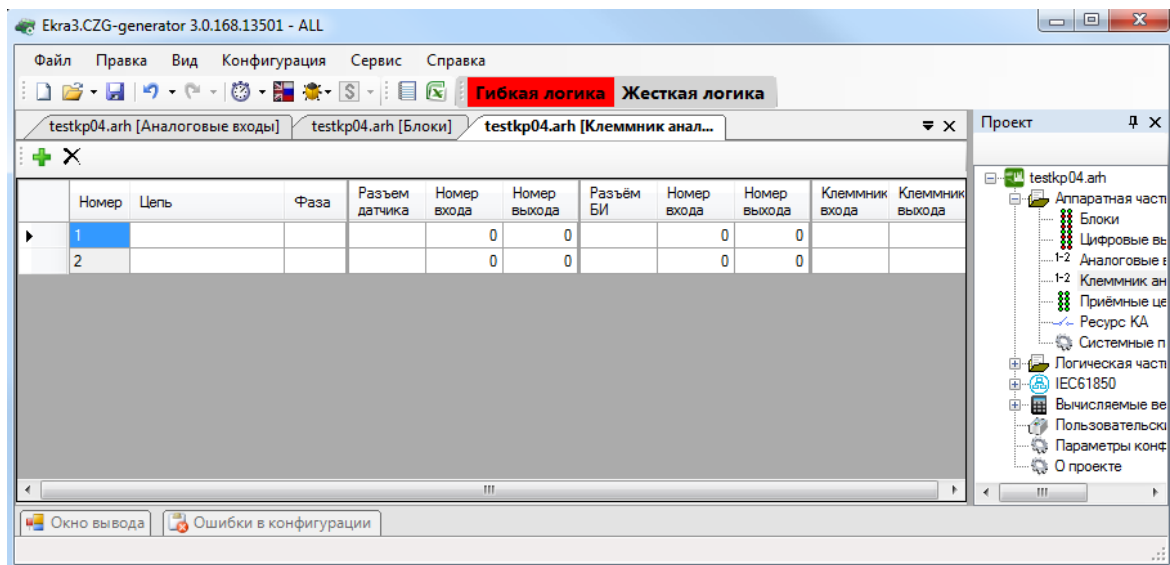 Ekra3.CZG-generator 3.0.168.13501 - ALL
Файл Правка Вид Конфигурация Сервис Справка
Гибкая логика Жесткая логика
testkp04.arh [Аналоговые входы] testkp04.arh [Блоки] testkp04.arh [Клеммник анал...
Номер Цепь Фаза Разъем датчика Номер входа Номер выхода Разъём БИ Номер входа Номер выхода Клеммник входа Клеммник выхода
1 0 0 0 0
2 0 0 0 0
Проект
testkp04.arh
Аппаратная част
Блоки
Цифровые вы
1-2 Аналоговые в
1-2 Клеммник ан
Приёмные це
Ресурс КА
Системные п
Логическая част
IEC61850
Вычисляемые ве
Пользовательски
Параметры конф
О проекте
Окно вывода Ошибки в конфигурации